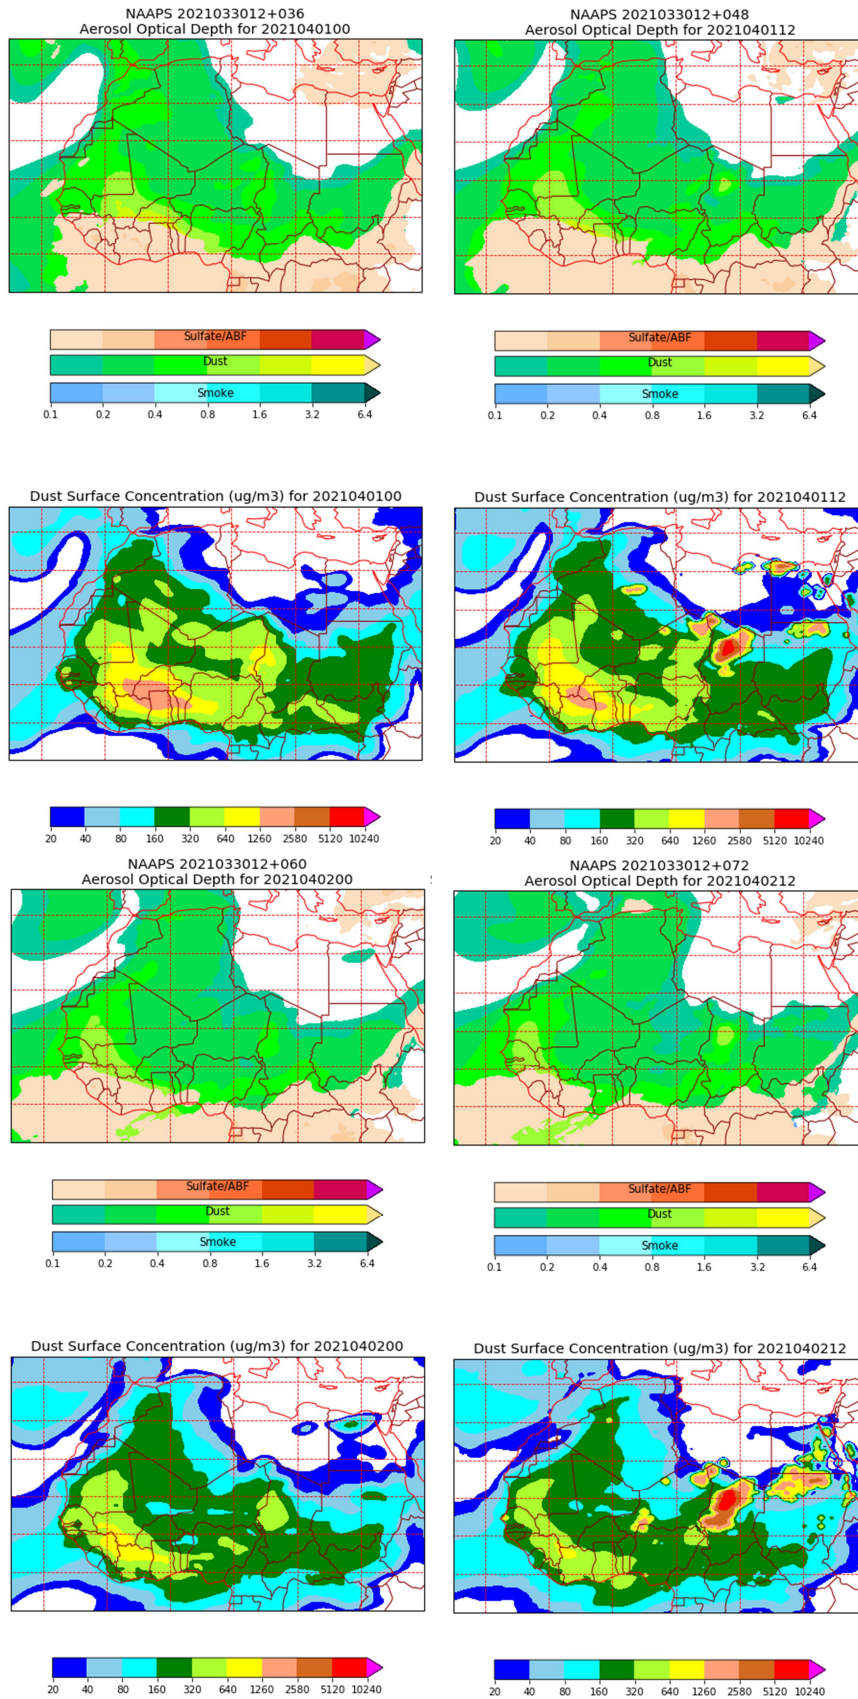 NAAPS 2021033012+036
Aerosol Optical Depth for 2021040100
NAAPS 2021033012+048
Aerosol Optical Depth for 2021040112
Sulfate/ABF
Dust
Smoke
0.1 0.2 0.4 0.8 1.6 3.2 6.4
Sulfate/ABF
Dust
Smoke
0.1 0.2 0.4 0.8 1.6 3.2 6.4
Dust Surface Concentration (ug/m3) for 2021040100
Dust Surface Concentration (ug/m3) for 2021040112
20 40 80 160 320 640 1260 2580 5120 10240
20 40 80 160 320 640 1260 2580 5120 10240
NAAPS 2021033012+060
Aerosol Optical Depth for 2021040200
NAAPS 2021033012+072
Aerosol Optical Depth for 2021040212
Sulfate/ABF
Dust
Smoke
0.1 0.2 0.4 0.8 1.6 3.2 6.4
Sulfate/ABF
Dust
Smoke
0.1 0.2 0.4 0.8 1.6 3.2 6.4
Dust Surface Concentration (ug/m3) for 2021040200
Dust Surface Concentration (ug/m3) for 2021040212
20 40 80 160 320 640 1260 2580 5120 10240
20 40 80 160 320 640 1260 2580 5120 10240